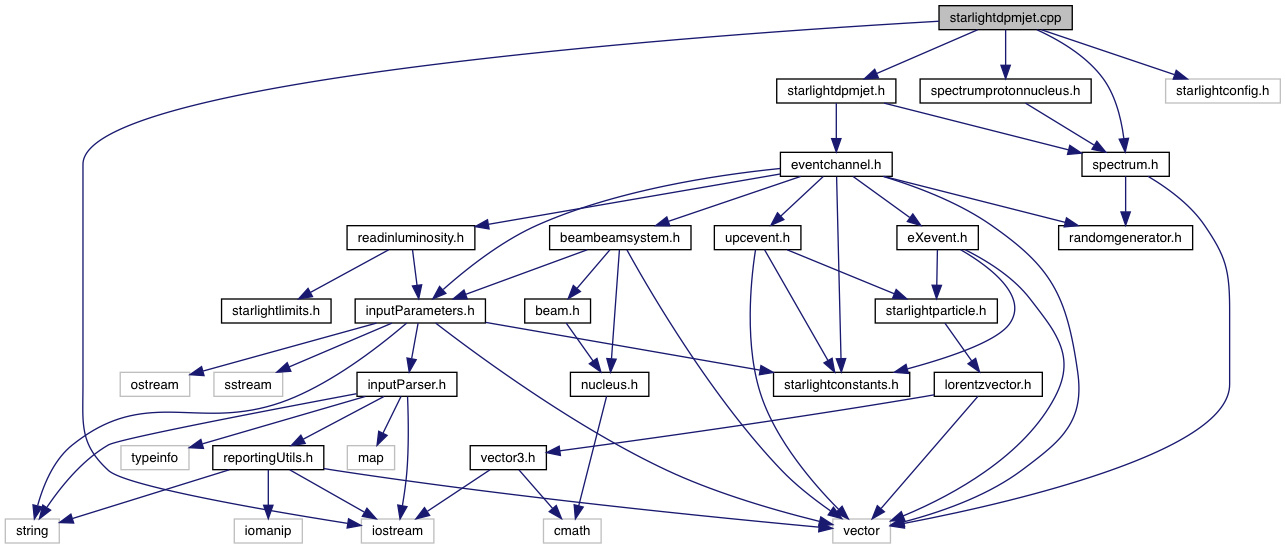 starlightdpmjet.cpp
starlightdpmjet.h
spectrumprotonnucleus.h
starlightconfig.h
eventchannel.h
spectrum.h
readinluminosity.h
beambeamsystem.h
upcevent.h
eXevent.h
randomgenerator.h
starlightlimits.h
inputParameters.h
beam.h
starlightparticle.h
ostream
sstream
inputParser.h
nucleus.h
starlightconstants.h
lorentzvector.h
typeinfo
reportingUtils.h
map
vector3.h
string
iomanip
iostream
cmath
vector